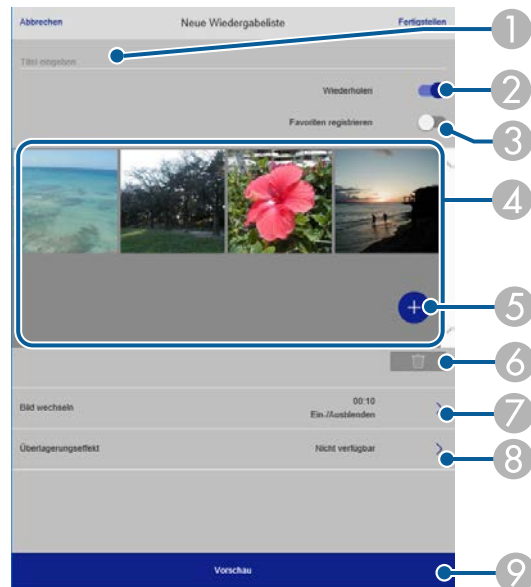 Abbrechen Neue Wiedergabeliste Fertigstellen
1
Titel eingeben
Wiederholen
2
Favoriten registrieren
3
4
+
5
6
Bild wechseln 00:10
Ein-/Ausblenden
7
Überlagerungseffekt Nicht verfügbar
8
Vorschau
9